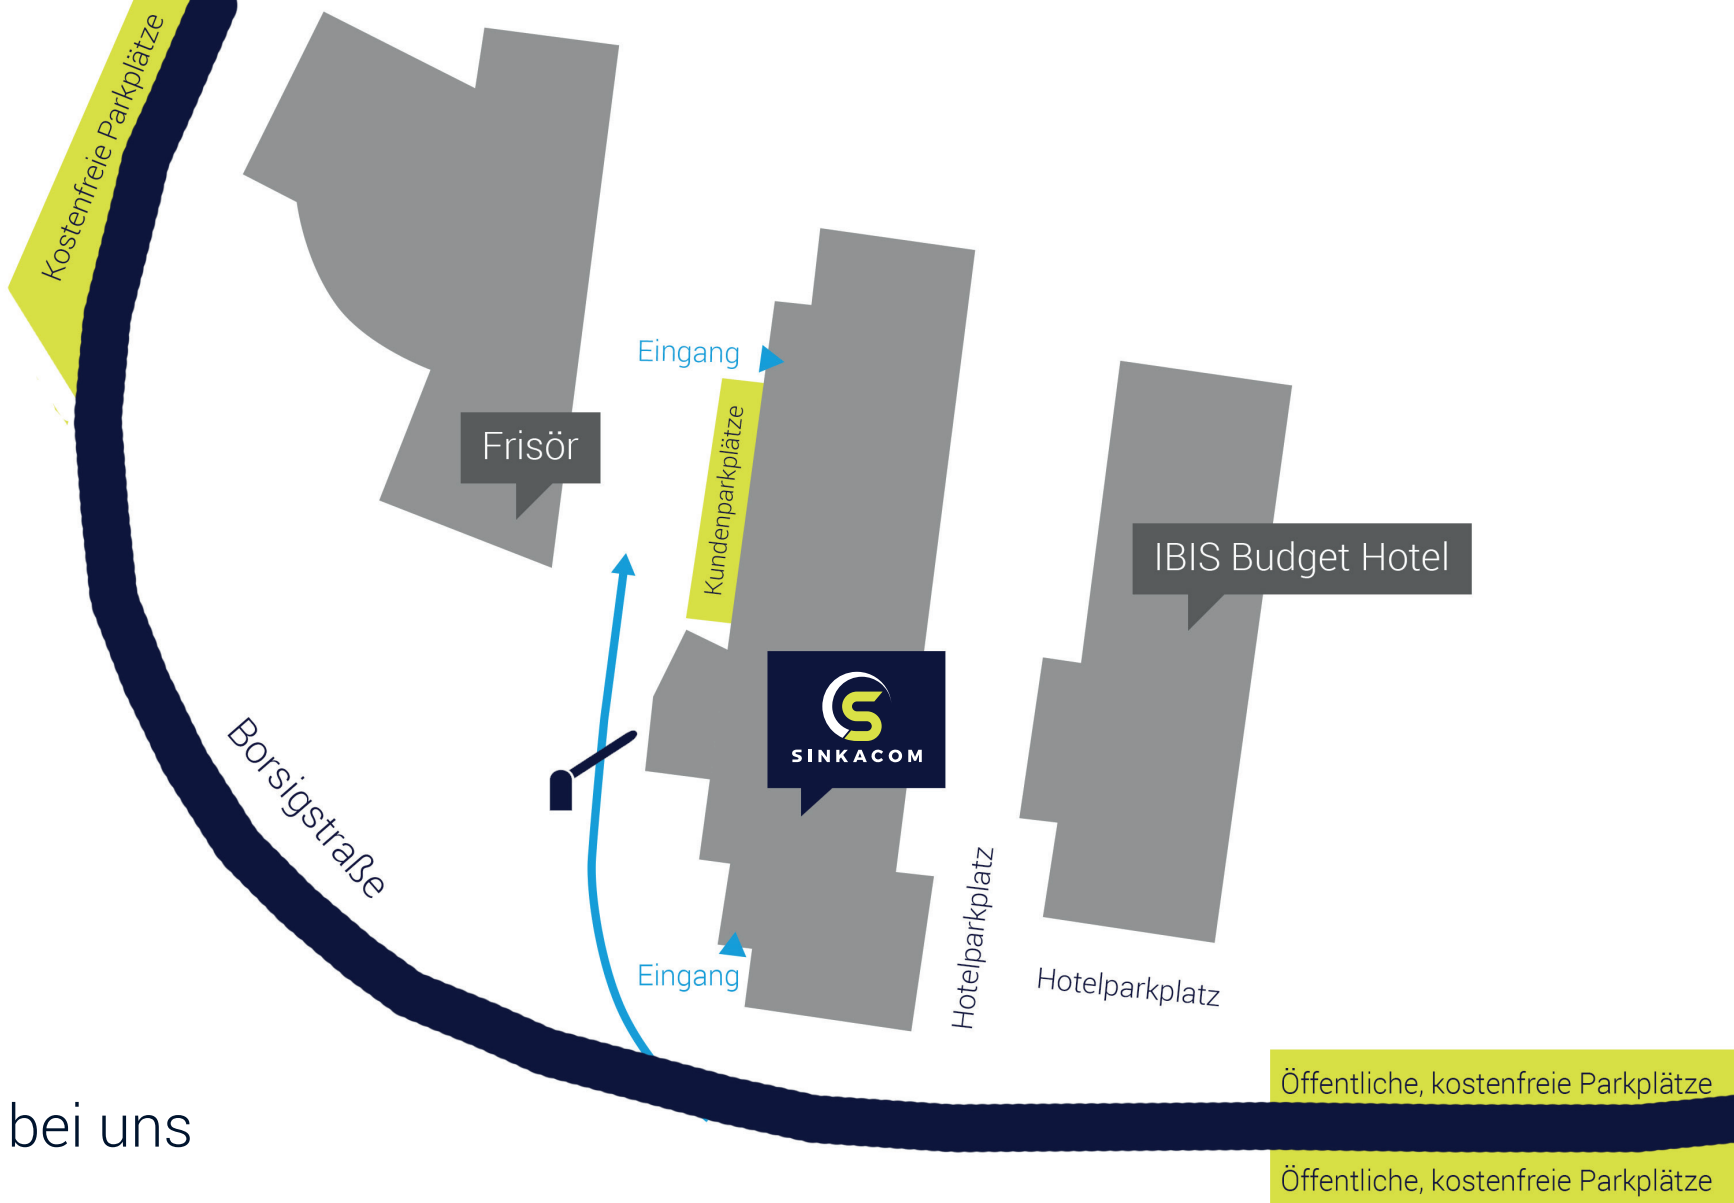 Kostenfreie Parkplätze
Eingang
Kundenparkplätze
Frisör
IBIS Budget Hotel
SINKACOM
Borsigstraße
Hotelparkplatz
Hotelparkplatz
Eingang
Öffentliche, kostenfreie Parkplätze
bei uns
Öffentliche, kostenfreie Parkplätze